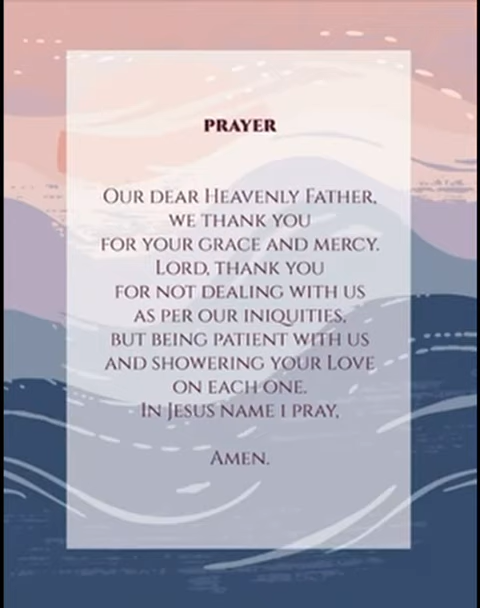 PRAYER
OUR DEAR HEAVENLY FATHER,
WE THANK YOU
FOR YOUR GRACE AND MERCY.
LORD, THANK YOU
FOR NOT DEALING WITH US
AS PER OUR INIQUITIES,
BUT BEING PATIENT WITH US
AND SHOWERING YOUR LOVE
ON EACH ONE.
IN JESUS NAME I PRAY,
AMEN.